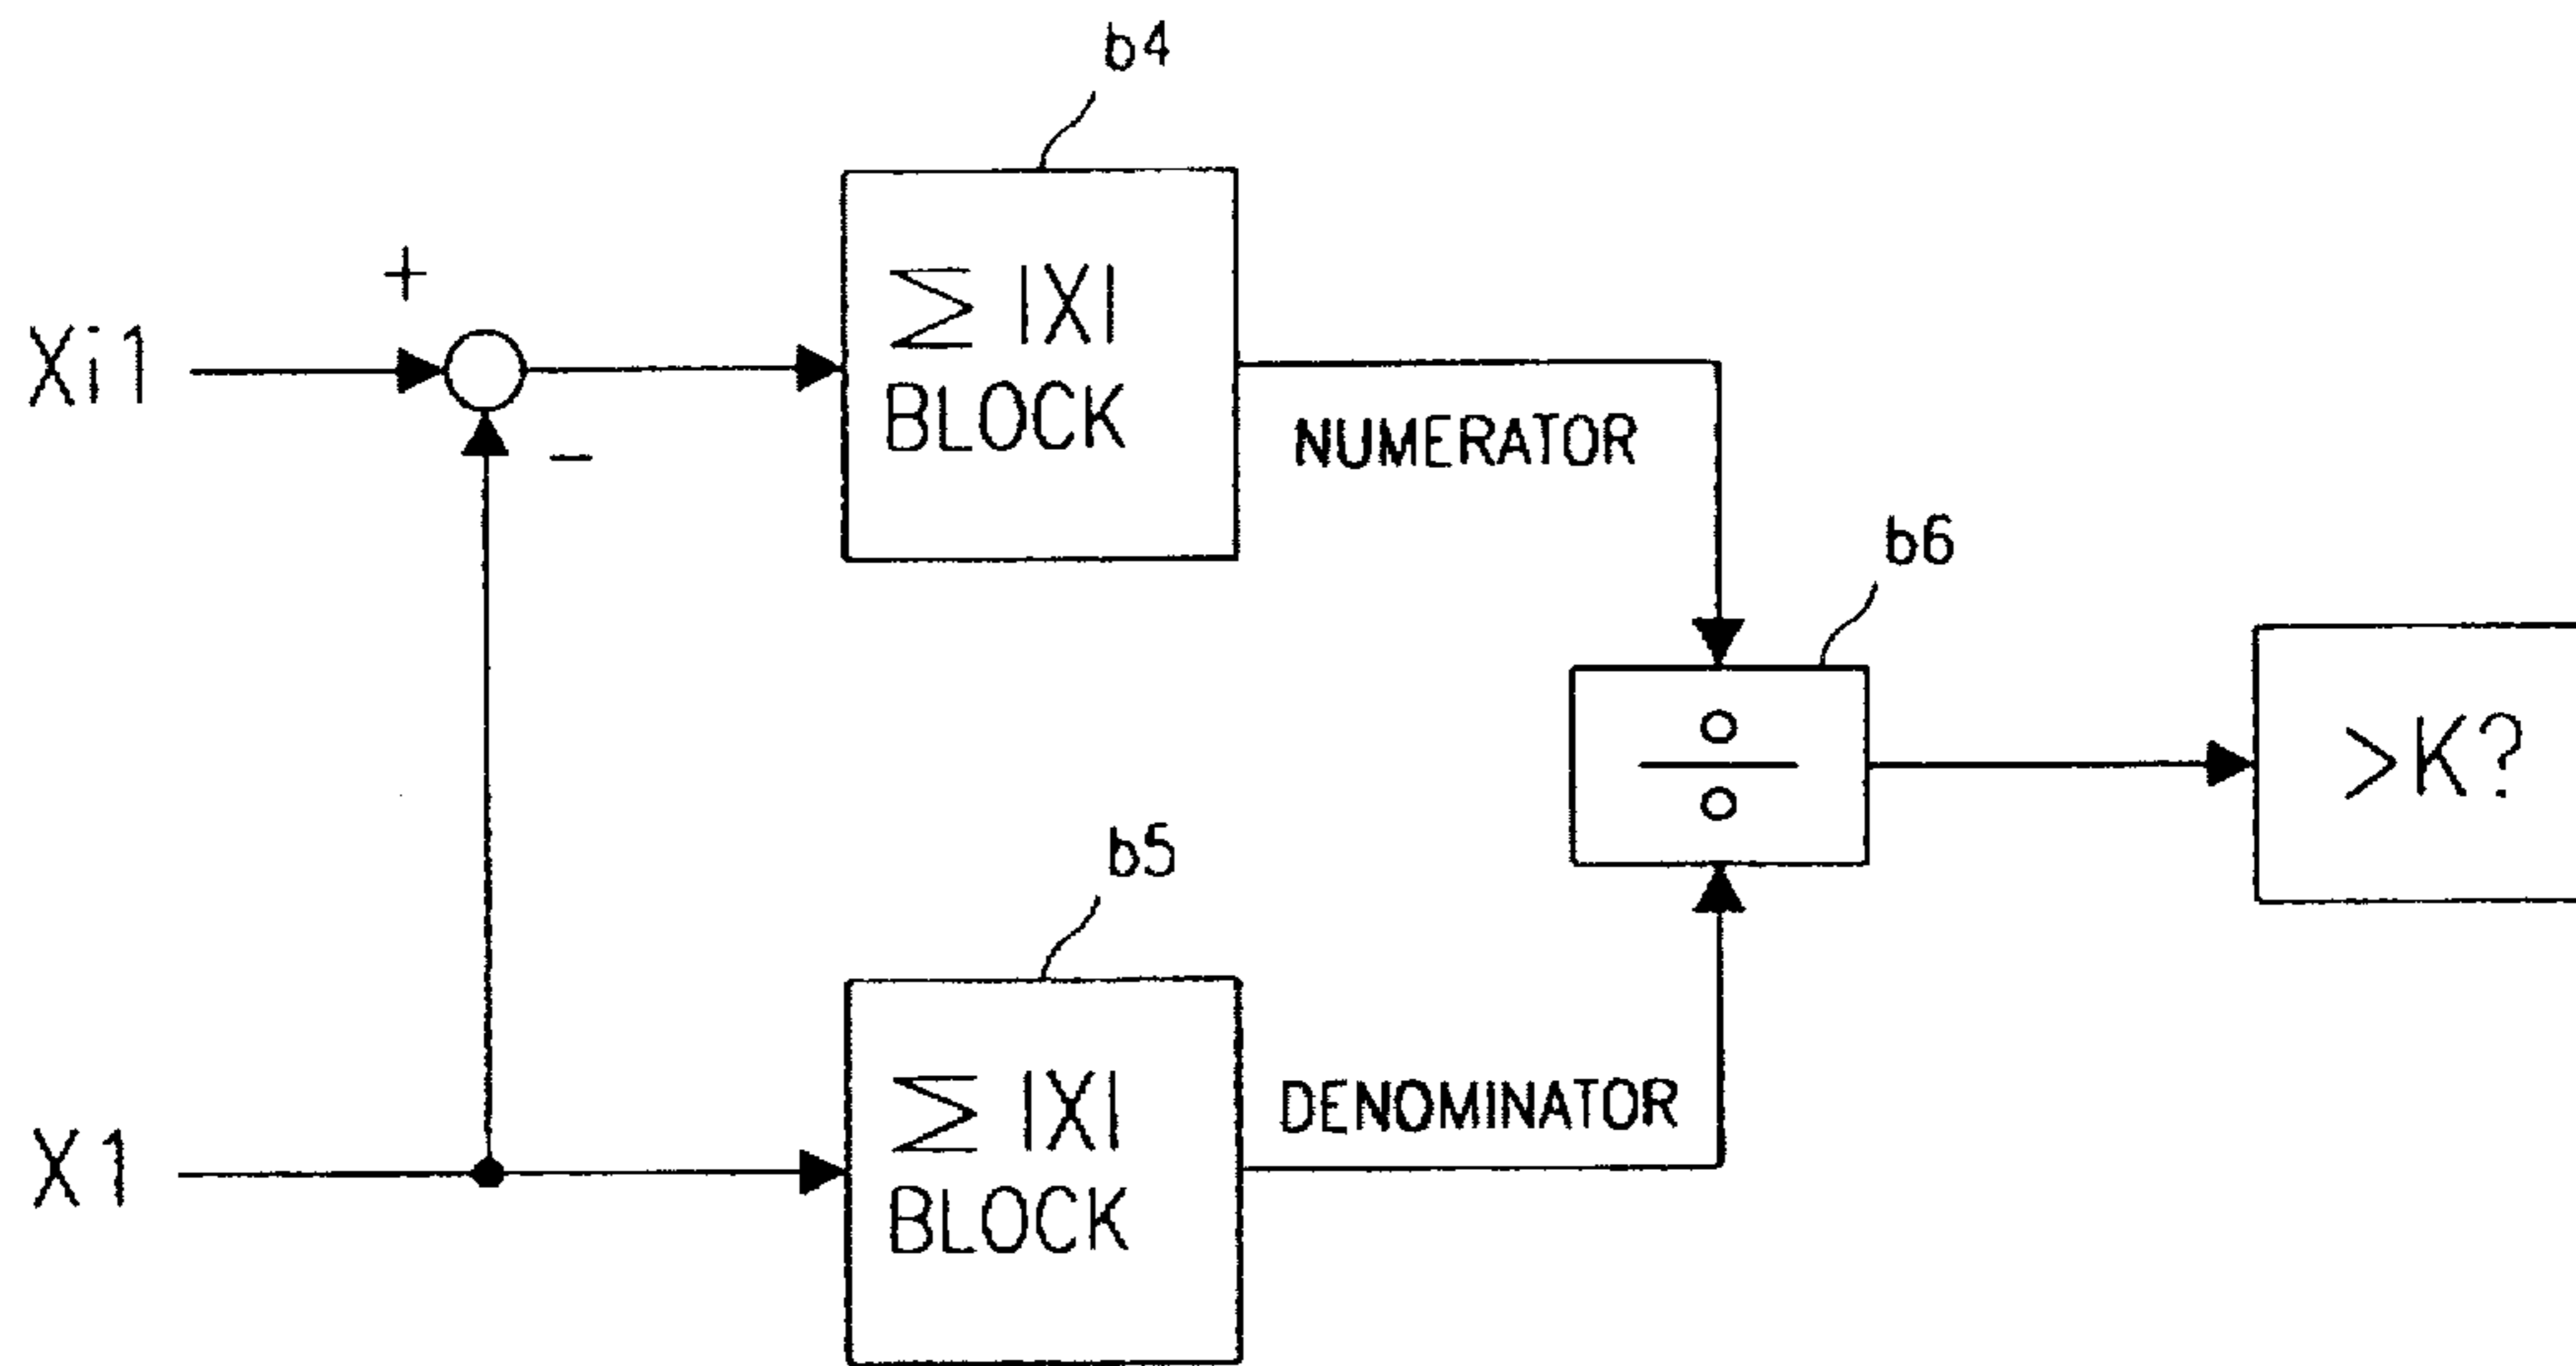 b4
+
Xi1
Σ |X|
BLOCK
−
NUMERATOR
b6
÷
>K?
b5
X1
Σ |X|
BLOCK
DENOMINATOR